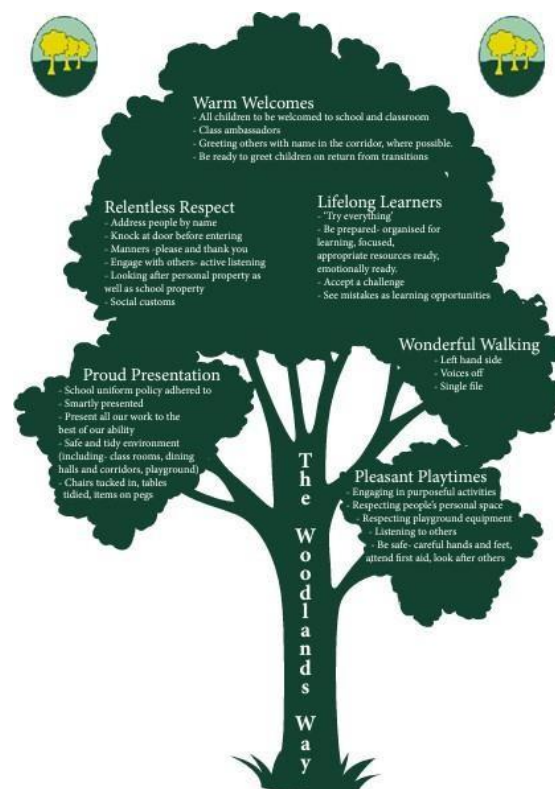 Warm Welcomes
- All children to be welcomed to school and classroom
- Class ambassadors
- Greeting others with name in the corridor, where possible.
- Be ready to greet children on return from transitions
Relentless Respect
- Address people by name
- Knock at door before entering
- Manners -please and thank you
- Engage with others- active listening
- Looking after personal property as
well as school property
- Social customs
Lifelong Learners
- 'Try everything'
- Be prepared- organised for
learning, focused,
appropriate resources ready,
emotionally ready.
- Accept a challenge
- See mistakes as learning opportunities
Wonderful Walking
- Left hand side
- Voices off
- Single file
Proud Presentation
- School uniform policy adhered to
- Smartly presented
- Present all our work to the
best of our ability
- Safe and tidy environment
(including- class rooms, dining
halls and corridors, playground)
- Chairs tucked in, tables
tidied, items on pegs
Pleasant Playtimes
- Engaging in purposeful activities
- Respecting people's personal space
- Respecting playground equipment
- Listening to others
- Be safe- careful hands and feet,
attend first aid, look after others
The Woodlands Way